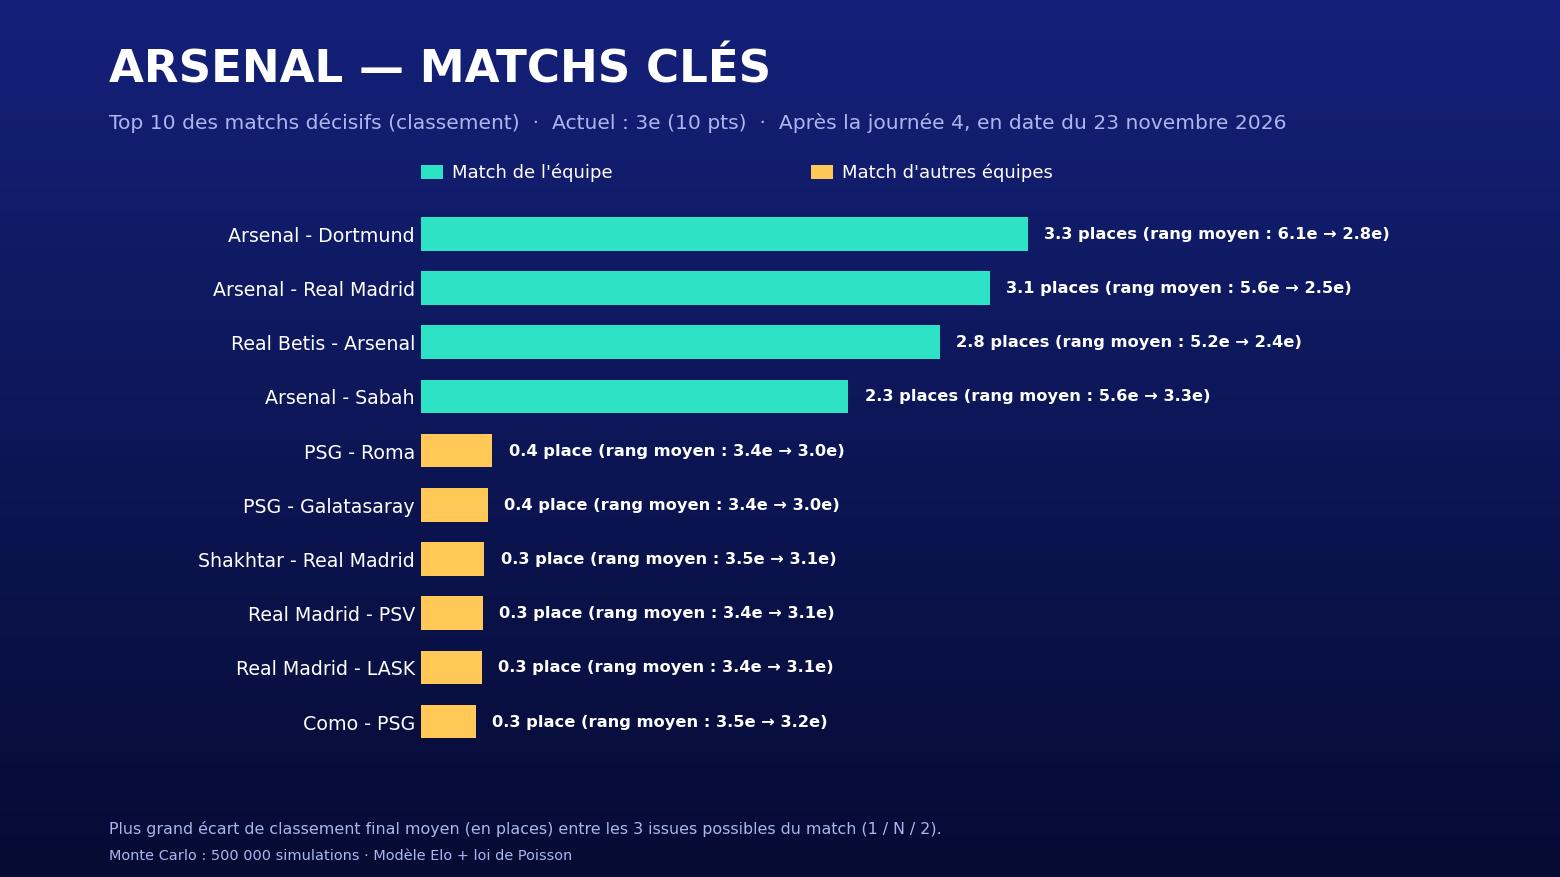 ARSENAL — MATCHS CLÉS
Top 10 des matchs décisifs (classement) · Actuel : 3e (10 pts) · Après la journée 4, en date du 23 novembre 2026
Match de l'équipe Match d'autres équipes
Arsenal - Dortmund 3.3 places (rang moyen : 6.1e → 2.8e)
Arsenal - Real Madrid 3.1 places (rang moyen : 5.6e → 2.5e)
Real Betis - Arsenal 2.8 places (rang moyen : 5.2e → 2.4e)
Arsenal - Sabah 2.3 places (rang moyen : 5.6e → 3.3e)
PSG - Roma 0.4 place (rang moyen : 3.4e → 3.0e)
PSG - Galatasaray 0.4 place (rang moyen : 3.4e → 3.0e)
Shakhtar - Real Madrid 0.3 place (rang moyen : 3.5e → 3.1e)
Real Madrid - PSV 0.3 place (rang moyen : 3.4e → 3.1e)
Real Madrid - LASK 0.3 place (rang moyen : 3.4e → 3.1e)
Como - PSG 0.3 place (rang moyen : 3.5e → 3.2e)
Plus grand écart de classement final moyen (en places) entre les 3 issues possibles du match (1 / N / 2).
Monte Carlo : 500 000 simulations · Modèle Elo + loi de Poisson